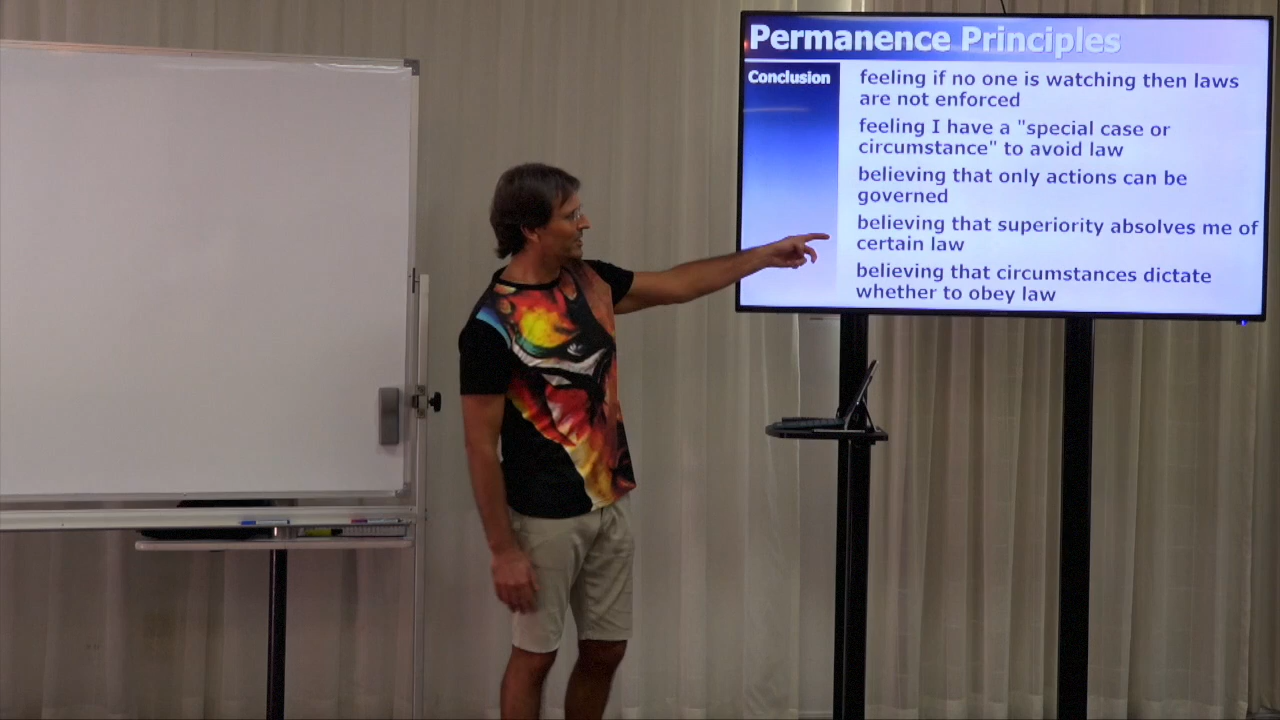 Permanence Principles
Conclusion
feeling if no one is watching then laws
are not enforced
feeling I have a "special case or
circumstance" to avoid law
believing that only actions can be
governed
believing that superiority absolves me of
certain law
believing that circumstances dictate
whether to obey law